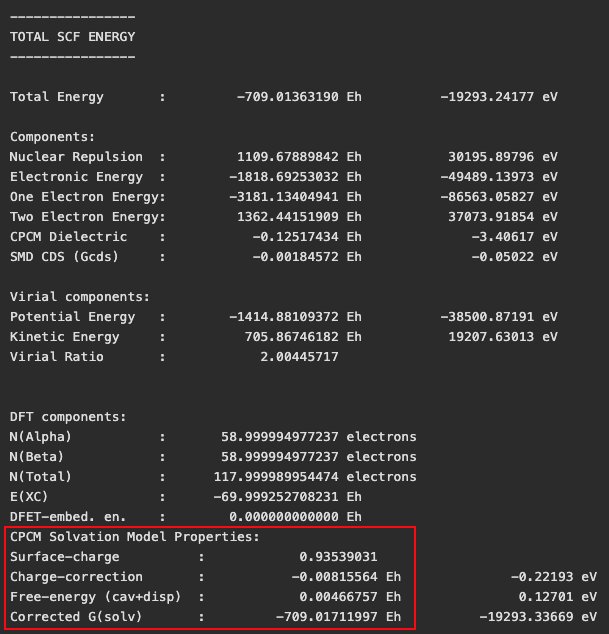 ----------------
TOTAL SCF ENERGY
----------------
Total Energy       :         -709.01363190 Eh          -19293.24177 eV
Components:
Nuclear Repulsion  :         1109.67889842 Eh           30195.89796 eV
Electronic Energy  :        -1818.69253032 Eh          -49489.13973 eV
One Electron Energy:        -3181.13404941 Eh          -86563.05827 eV
Two Electron Energy:         1362.44151909 Eh           37073.91854 eV
CPCM Dielectric    :           -0.12517434 Eh              -3.40617 eV
SMD CDS (Gcds)     :           -0.00184572 Eh              -0.05022 eV
Virial components:
Potential Energy   :        -1414.88109372 Eh          -38500.87191 eV
Kinetic Energy     :          705.86746182 Eh           19207.63013 eV
Virial Ratio       :            2.00445717
DFT components:
N(Alpha)           :       58.999994977237 electrons
N(Beta)            :       58.999994977237 electrons
N(Total)           :      117.999989954474 electrons
E(XC)              :      -69.999252708231 Eh
DFET-embed. en.    :        0.000000000000 Eh
CPCM Solvation Model Properties:
Surface-charge          :            0.93539031
Charge-correction       :           -0.00815564 Eh              -0.22193 eV
Free-energy (cav+disp)  :            0.00466757 Eh               0.12701 eV
Corrected G(solv)       :         -709.01711997 Eh          -19293.33669 eV